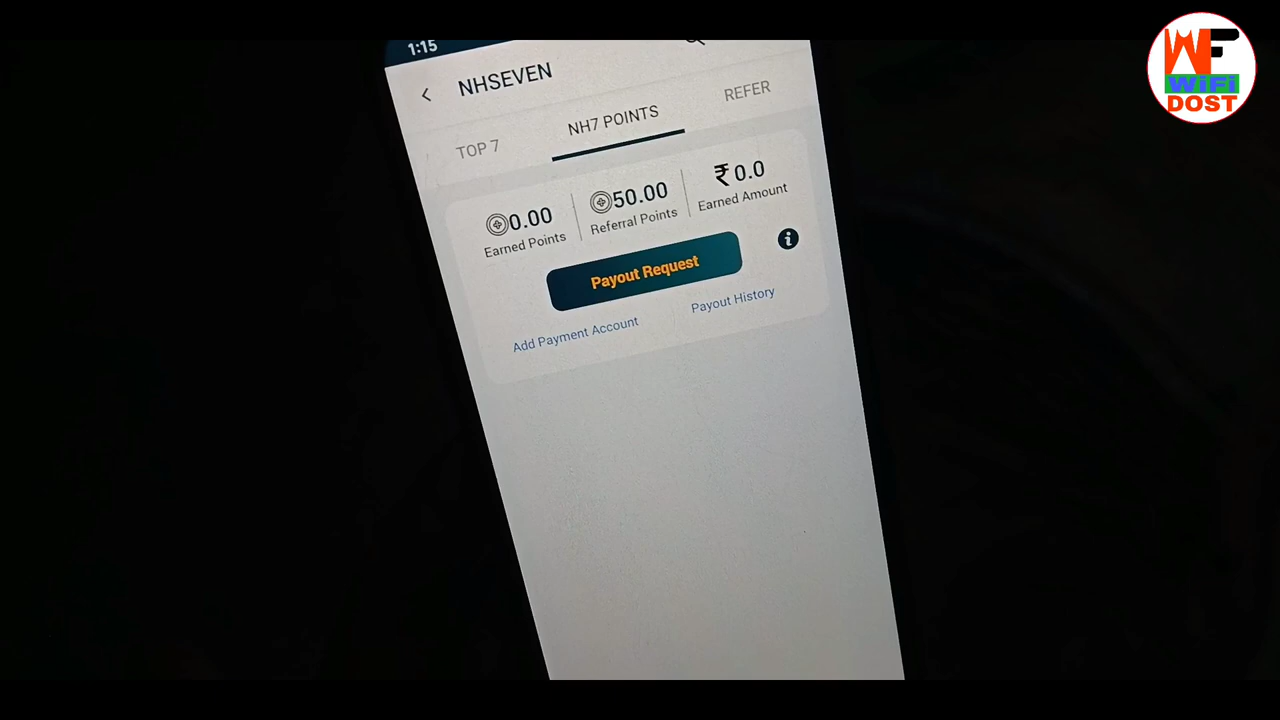 1:15
NHSEVEN
TOP 7
NH7 POINTS
REFER
0.00
Earned Points
50.00
Referral Points
₹0.0
Earned Amount
Payout Request
Add Payment Account
Payout History
WF
WiFi
DOST